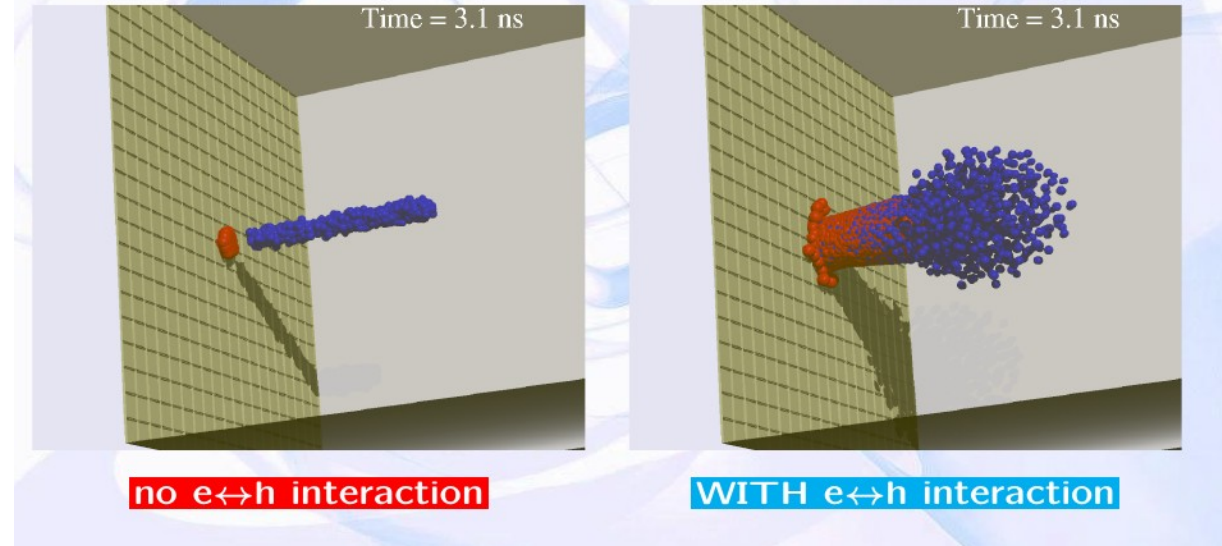 Time = 3.1 ns
Time = 3.1 ns
no e↔h interaction
WITH e↔h interaction